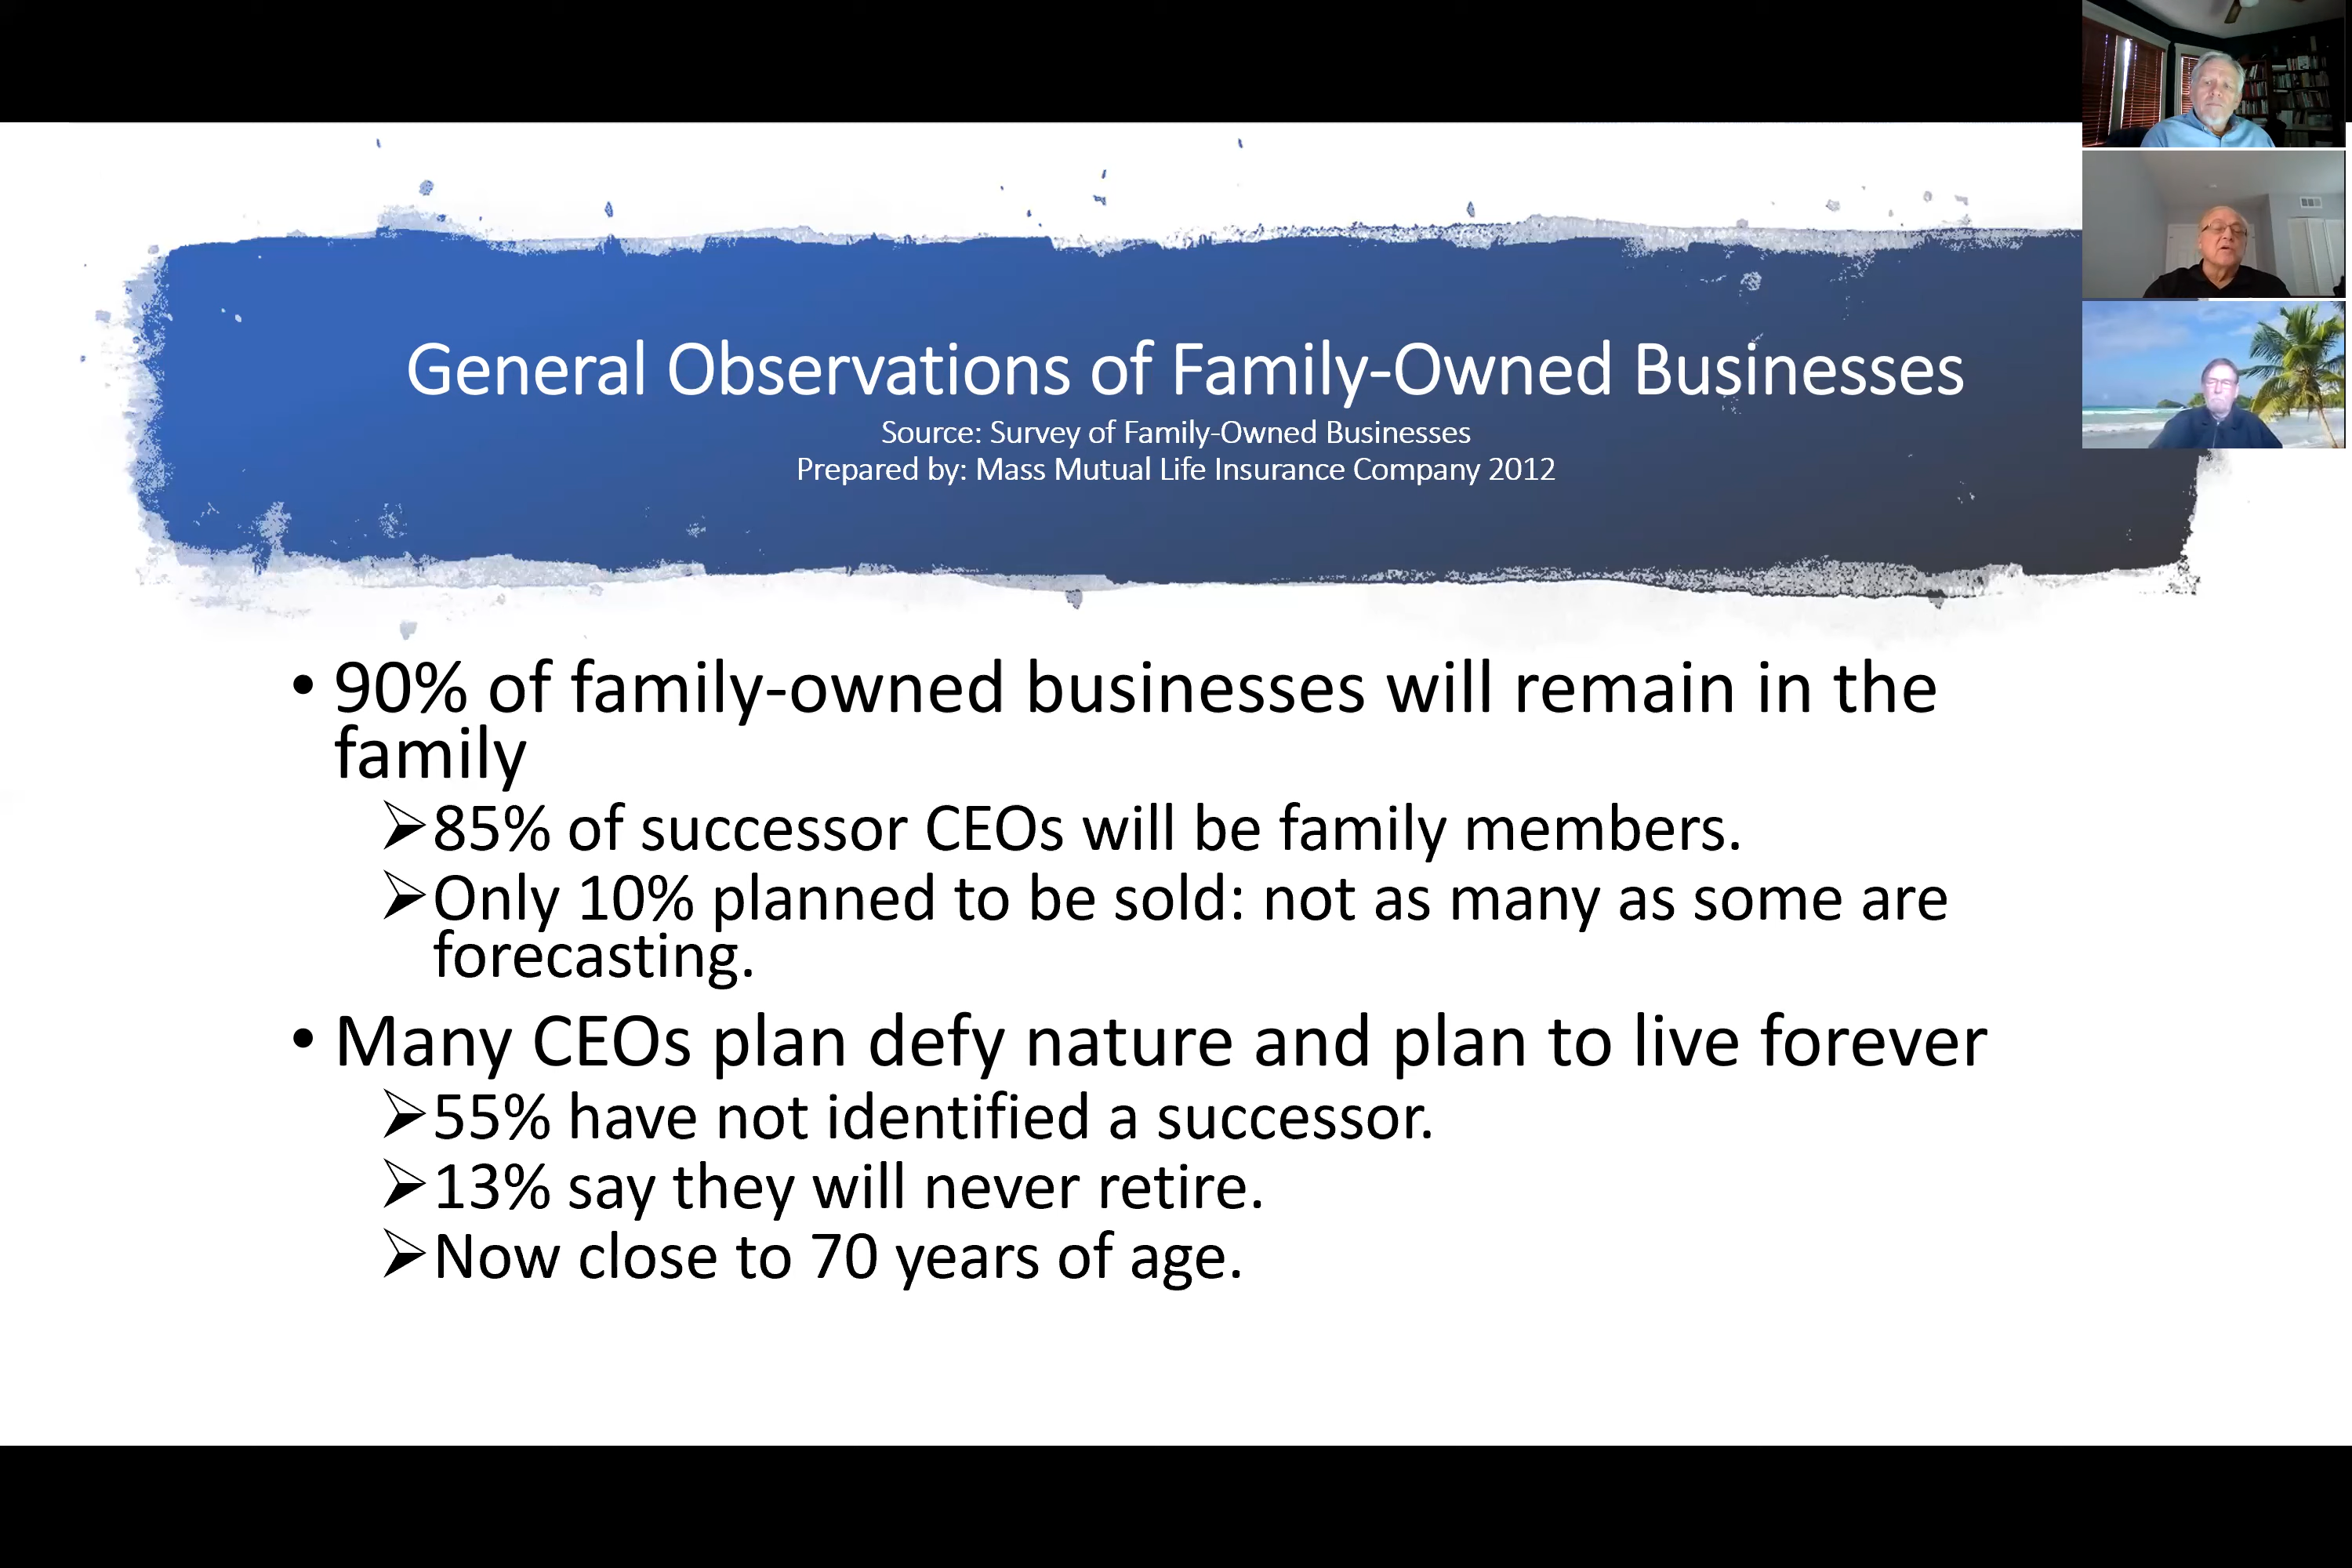 General Observations of Family-Owned Businesses
Source: Survey of Family-Owned Businesses
Prepared by: Mass Mutual Life Insurance Company 2012
• 90% of family-owned businesses will remain in the
family
➢85% of successor CEOs will be family members.
➢Only 10% planned to be sold: not as many as some are
forecasting.
• Many CEOs plan defy nature and plan to live forever
➢55% have not identified a successor.
➢13% say they will never retire.
➢Now close to 70 years of age.